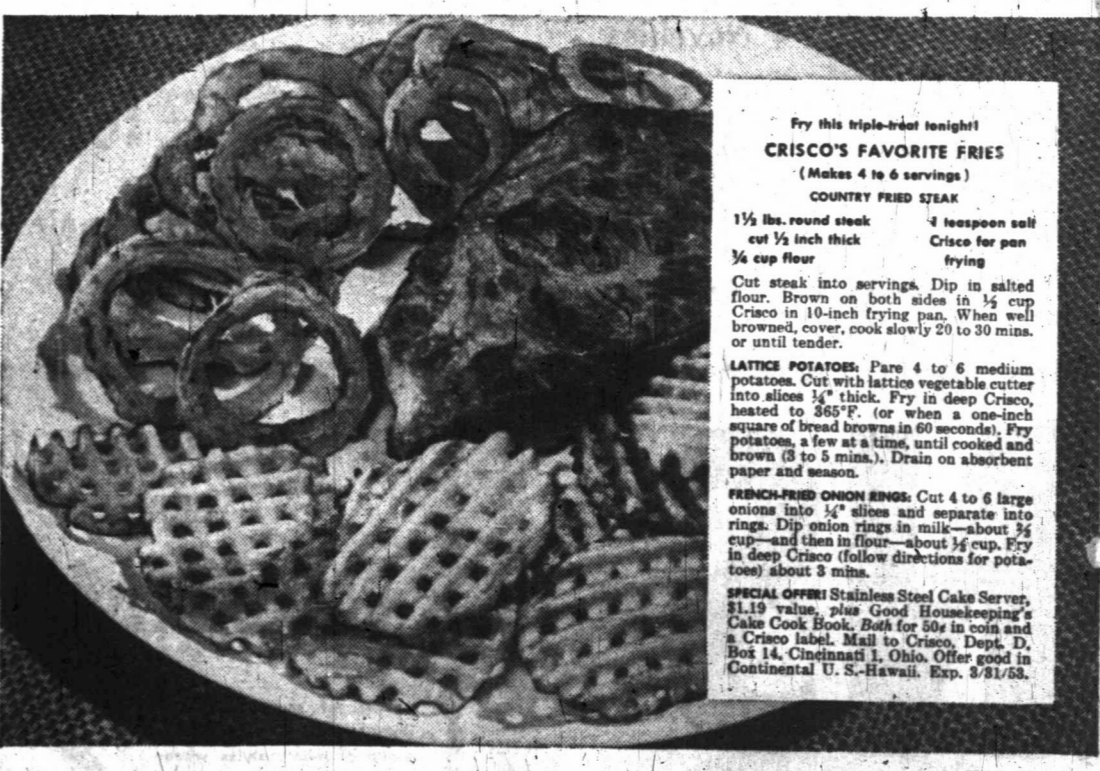 Fry this triple-treat tonight!
CRISCO'S FAVORITE FRIES
(Makes 4 to 6 servings)
COUNTRY FRIED STEAK
1½ lbs. round steak
cut ½ inch thick
¾ cup flour
1 teaspoon salt
Crisco for pan
frying
Cut steak into servings. Dip in salted
flour. Brown on both sides in ½ cup
Crisco in 10-inch frying pan. When well
browned, cover, cook slowly 20 to 30 mins.
or until tender.
LATTICE POTATOES: Pare 4 to 6 medium
potatoes. Cut with lattice vegetable cutter
into slices ¼" thick. Fry in deep Crisco,
heated to 365°F. (or when a one-inch
square of bread browns in 60 seconds). Fry
potatoes, a few at a time, until cooked and
brown (3 to 5 mins.). Drain on absorbent
paper and season.
FRENCH-FRIED ONION RINGS: Cut 4 to 6 large
onions into ¼" slices and separate into
rings. Dip onion rings in milk—about
cup—and then in flour—about ½ cup. Fry
in deep Crisco (follow directions for pota-
toes) about 3 mins.
SPECIAL OFFER! Stainless Steel Cake Server,
$1.19 value, plus Good Housekeeping's
Cake Cook Book. Both for 50¢ in coin and
a Crisco label. Mail to Crisco, Dept. D.
Box 14, Cincinnati 1, Ohio. Offer good in
Continental U. S.-Hawaii. Exp. 3/31/53.